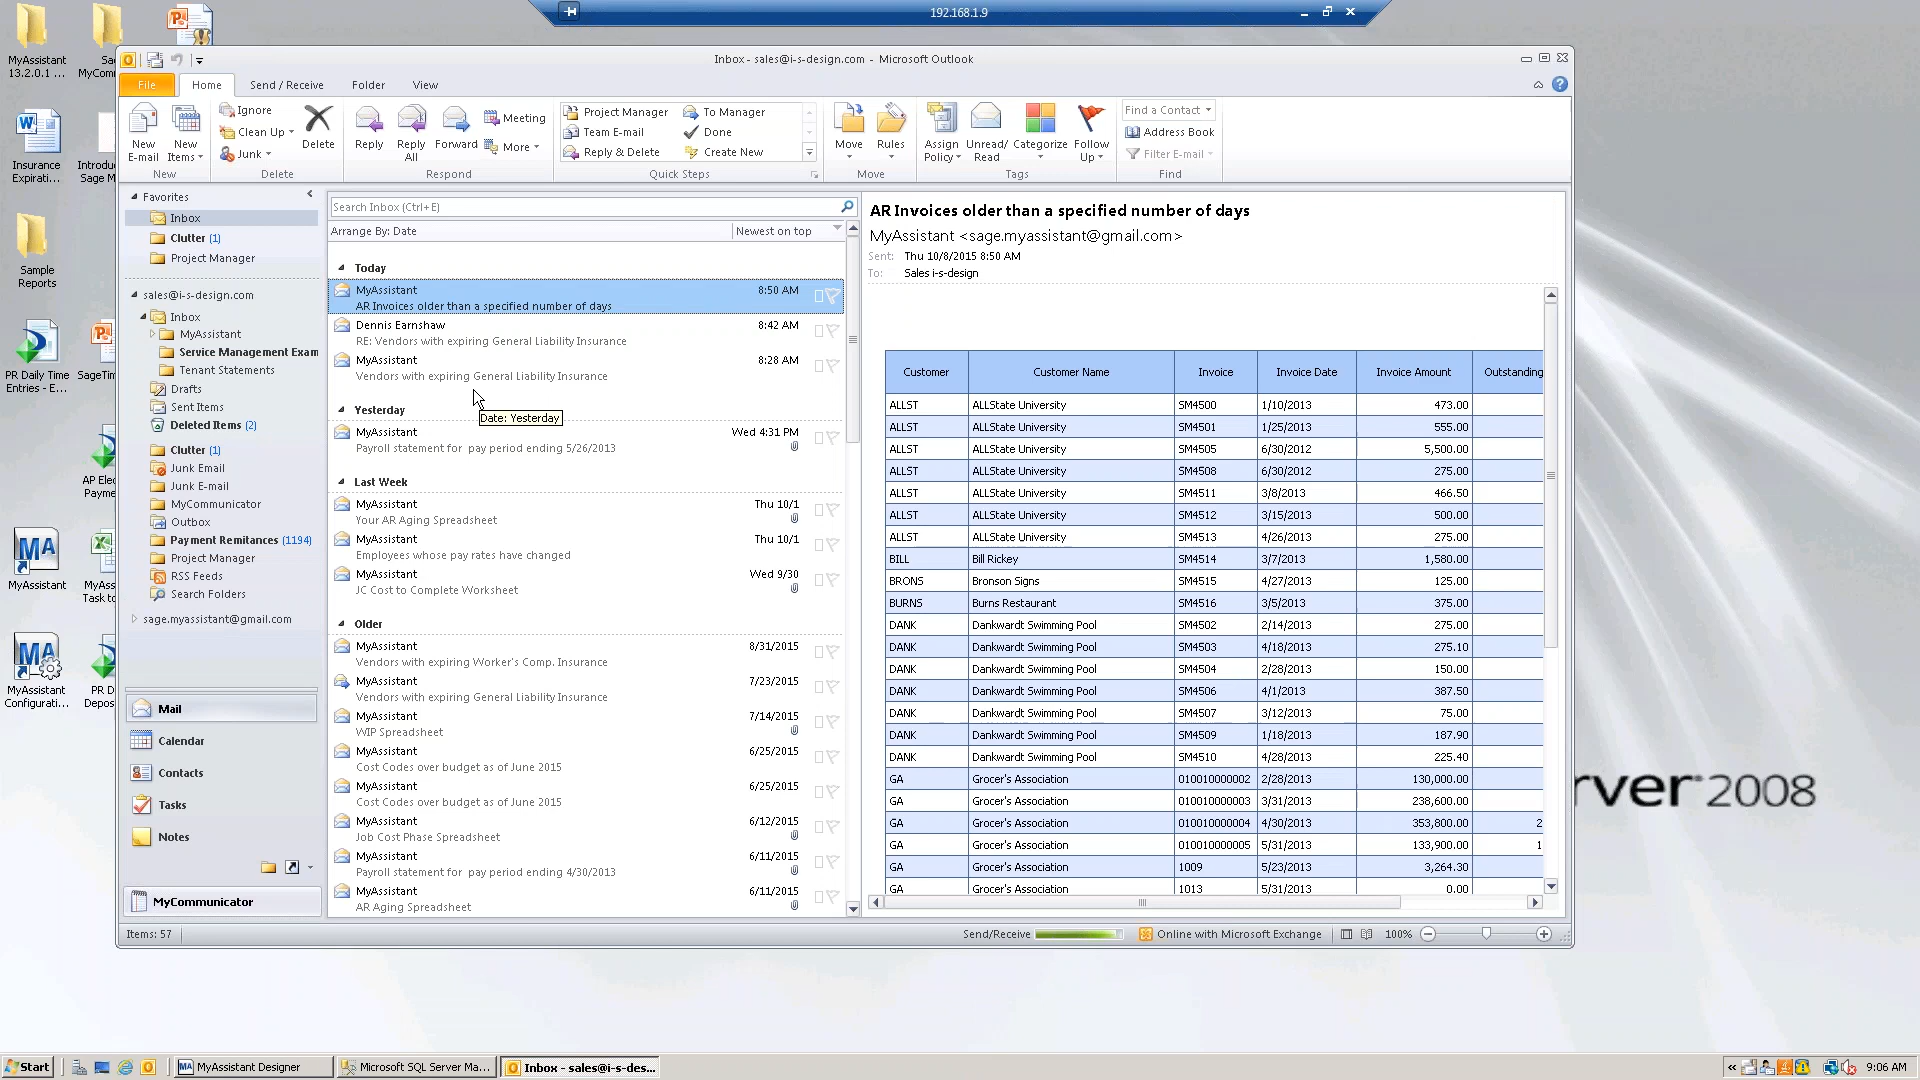 192.168.1.9
MyAssistant
13.2.0.1 ...
Insurance
Expirati...
Sample
Reports
PR Daily Time
Entries - E...
MyAssistant
MyAssistant
Configurati...
Inbox - sales@i-s-design.com - Microsoft Outlook
File Home Send / Receive Folder View
New E-mail
New Items
New
Ignore
Clean Up
Junk
Delete
Delete
Reply
Reply All
Forward
Meeting
More
Respond
Project Manager
To Manager
Team E-mail
Done
Reply & Delete
Create New
Quick Steps
Move
Rules
Move
Assign Policy
Unread/ Read
Categorize
Follow Up
Tags
Find a Contact
Address Book
Filter E-mail
Find
Favorites
Inbox
Clutter (1)
Project Manager
sales@i-s-design.com
Inbox
MyAssistant
Service Management Exam
Tenant Statements
Drafts
Sent Items
Deleted Items (2)
Clutter (1)
Junk Email
Junk E-mail
MyCommunicator
Outbox
Payment Remitances (1194)
Project Manager
RSS Feeds
Search Folders
sage.myassistant@gmail.com
Mail
Calendar
Contacts
Tasks
Notes
MyCommunicator
Search Inbox (Ctrl+E)
Arrange By: Date Newest on top
Today
MyAssistant 8:50 AM
AR Invoices older than a specified number of days
Dennis Earnshaw 8:42 AM
RE: Vendors with expiring General Liability Insurance
MyAssistant 8:28 AM
Vendors with expiring General Liability Insurance
Yesterday
Date: Yesterday
MyAssistant Wed 4:31 PM
Payroll statement for pay period ending 5/26/2013
Last Week
MyAssistant Thu 10/1
Your AR Aging Spreadsheet
MyAssistant Thu 10/1
Employees whose pay rates have changed
MyAssistant Wed 9/30
JC Cost to Complete Worksheet
Older
MyAssistant 8/31/2015
Vendors with expiring Worker's Comp. Insurance
MyAssistant 7/23/2015
Vendors with expiring General Liability Insurance
MyAssistant 7/14/2015
WIP Spreadsheet
MyAssistant 6/25/2015
Cost Codes over budget as of June 2015
MyAssistant 6/25/2015
Cost Codes over budget as of June 2015
MyAssistant 6/12/2015
Job Cost Phase Spreadsheet
MyAssistant 6/11/2015
Payroll statement for pay period ending 4/30/2013
MyAssistant 6/11/2015
AR Aging Spreadsheet
AR Invoices older than a specified number of days
MyAssistant <sage.myassistant@gmail.com>
Sent: Thu 10/8/2015 8:50 AM
To: Sales i-s-design
Customer Customer Name Invoice Invoice Date Invoice Amount Outstanding
ALLST ALLState University SM4500 1/10/2013 473.00
ALLST ALLState University SM4501 1/25/2013 555.00
ALLST ALLState University SM4505 6/30/2012 5,500.00
ALLST ALLState University SM4508 6/30/2012 275.00
ALLST ALLState University SM4511 3/8/2013 466.50
ALLST ALLState University SM4512 3/15/2013 500.00
ALLST ALLState University SM4513 4/26/2013 275.00
BILL Bill Rickey SM4514 3/7/2013 1,580.00
BRONS Bronson Signs SM4515 4/27/2013 125.00
BURNS Burns Restaurant SM4516 3/5/2013 375.00
DANK Dankwardt Swimming Pool SM4502 2/14/2013 275.00
DANK Dankwardt Swimming Pool SM4503 4/18/2013 275.10
DANK Dankwardt Swimming Pool SM4504 2/28/2013 150.00
DANK Dankwardt Swimming Pool SM4506 4/1/2013 387.50
DANK Dankwardt Swimming Pool SM4507 3/12/2013 75.00
DANK Dankwardt Swimming Pool SM4509 1/18/2013 187.90
DANK Dankwardt Swimming Pool SM4510 4/28/2013 225.40
GA Grocer's Association 010010000002 2/28/2013 130,000.00
GA Grocer's Association 010010000003 3/31/2013 238,600.00
GA Grocer's Association 010010000004 4/30/2013 353,800.00 2
GA Grocer's Association 010010000005 5/31/2013 133,900.00 1
GA Grocer's Association 1009 5/23/2013 3,264.30
GA Grocer's Association 1013 5/31/2013 0.00
Items: 57
Send/Receive
Online with Microsoft Exchange
100%
rver 2008
Start
MyAssistant Designer
Microsoft SQL Server Ma...
Inbox - sales@i-s-des...
9:06 AM